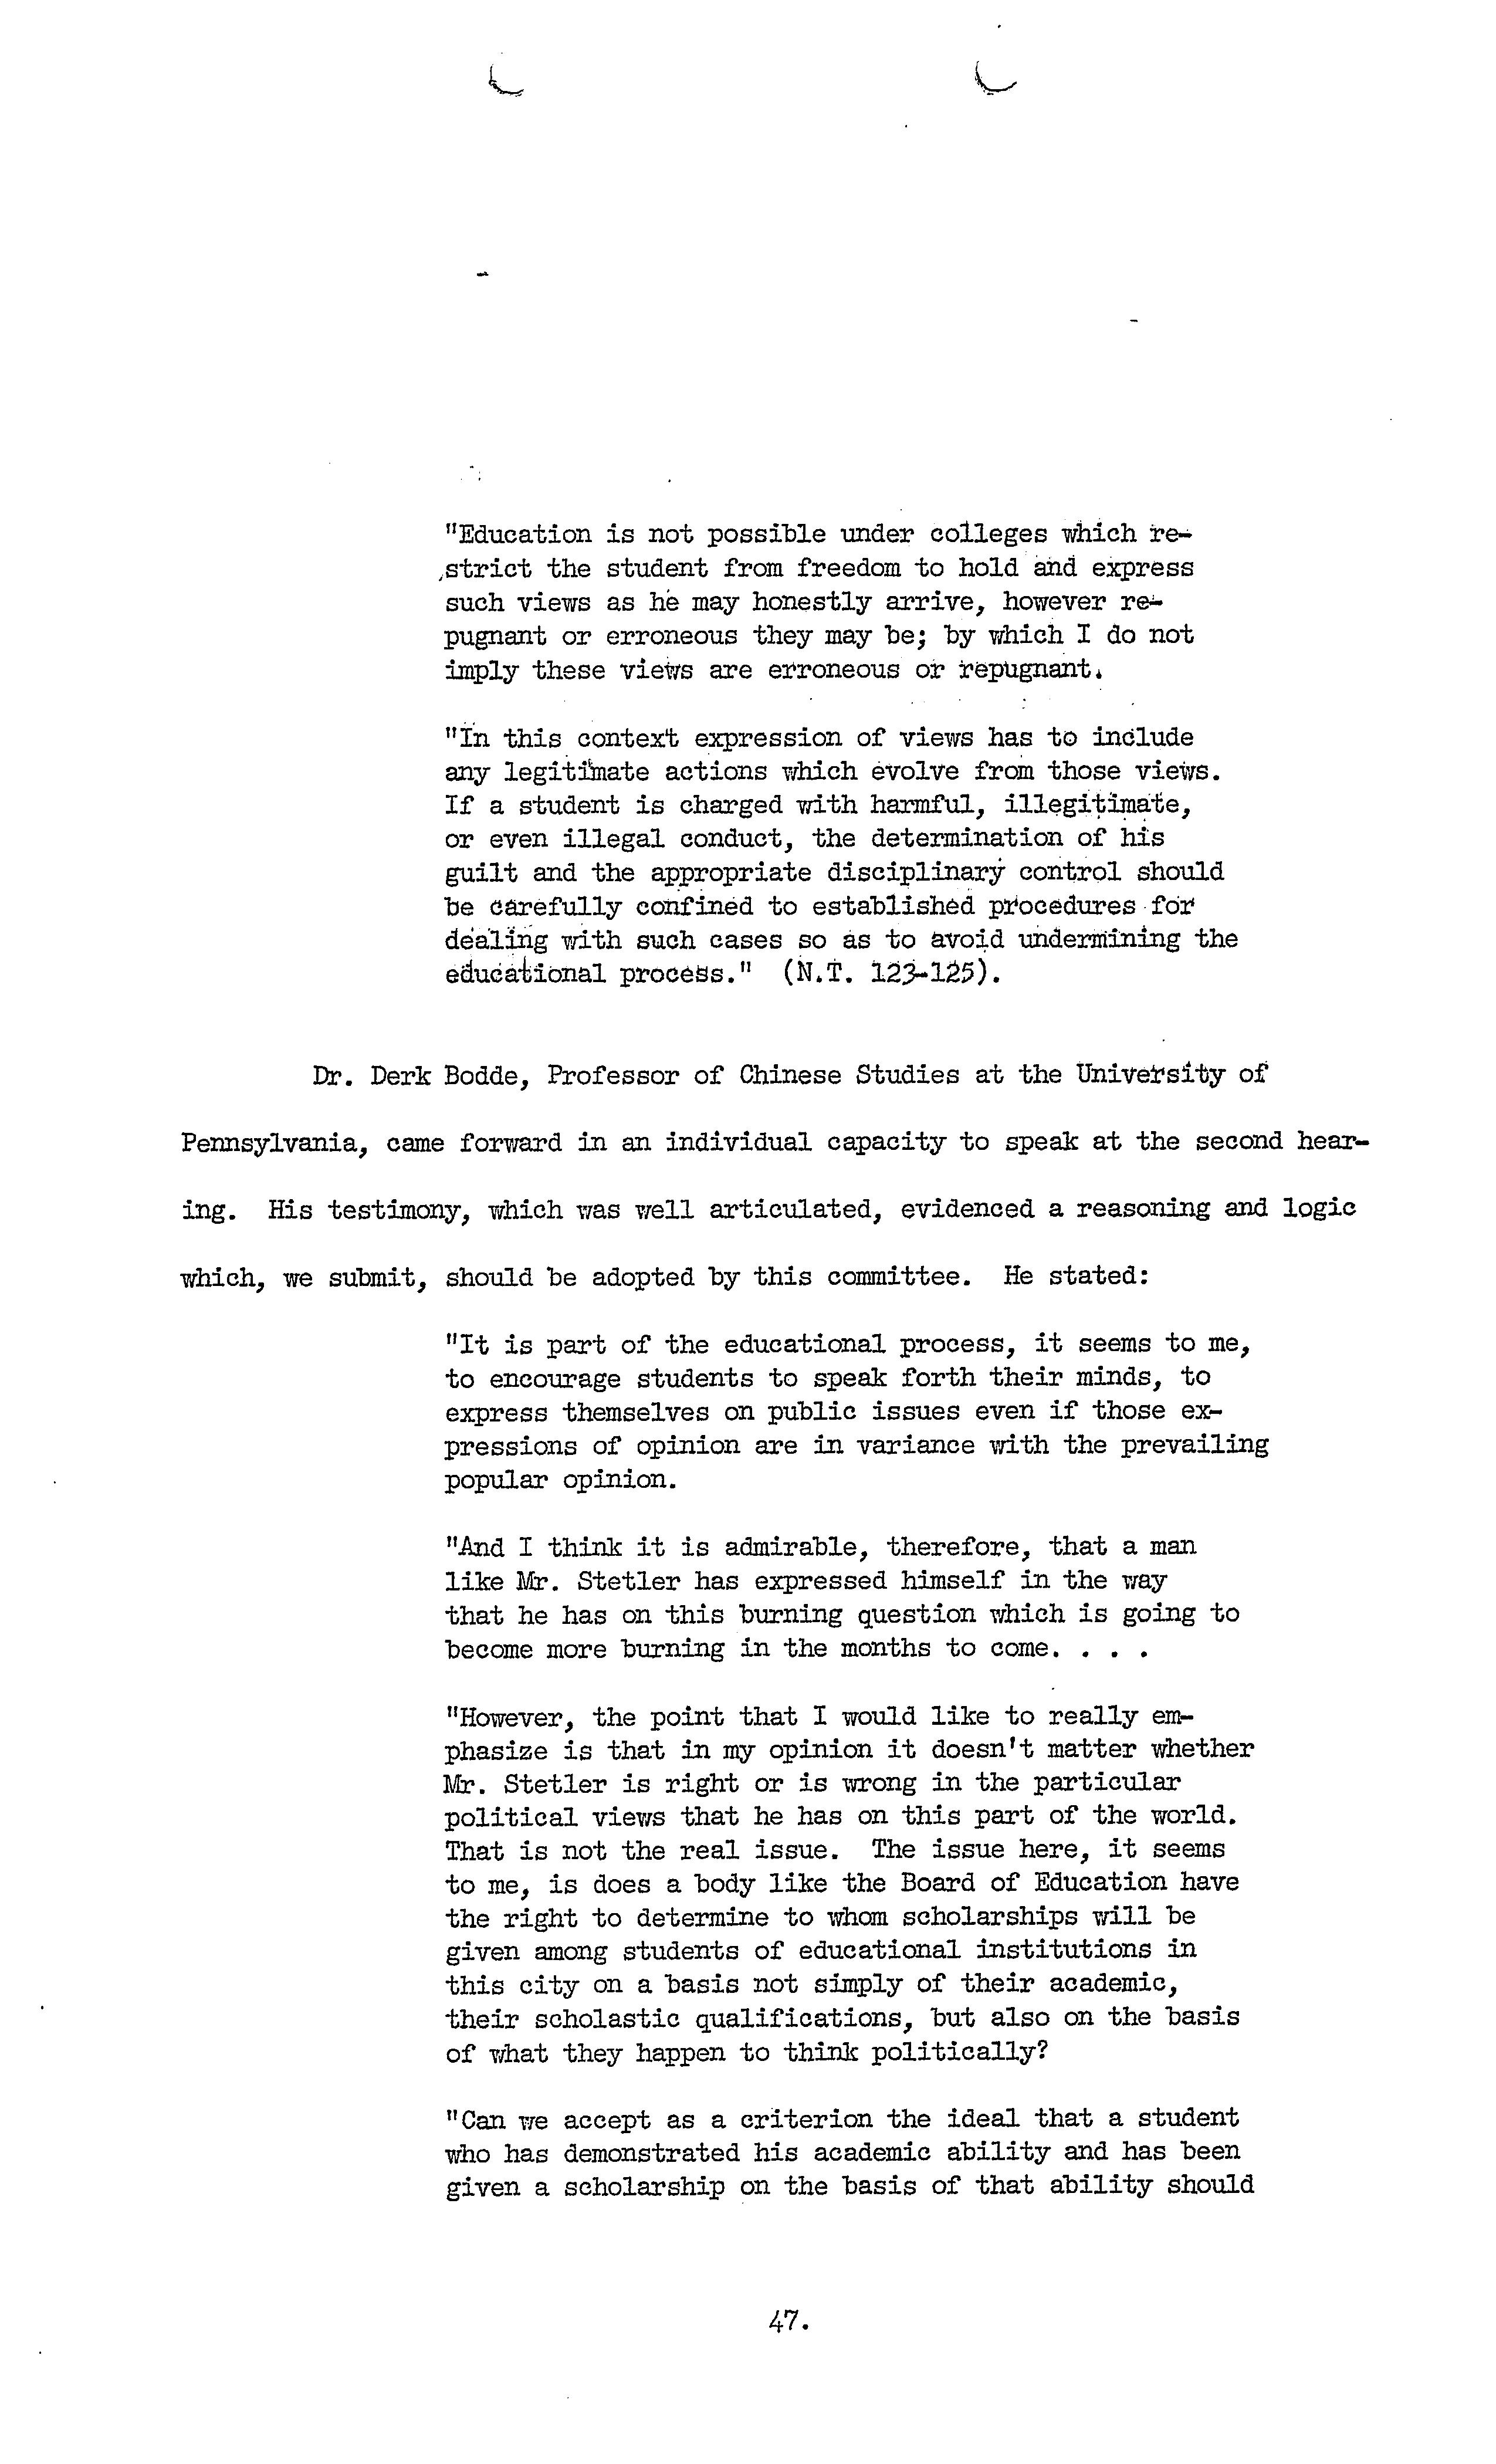 "Education is not possible under colleges which re-
strict the student from freedom to hold and express
such views as he may honestly arrive, however re-
pugnant or erroneous they may be; by which I do not
imply these views are erroneous or repugnant.
"In this context expression of views has to include
any legitimate actions which evolve from those views.
If a student is charged with harmful, illegitimate,
or even illegal conduct, the determination of his
guilt and the appropriate disciplinary control should
be carefully confined to established procedures for
dealing with such cases so as to avoid undermining the
educational process." (N.T. 123-125).
Dr. Derk Bodde, Professor of Chinese Studies at the University of
Pennsylvania, came forward in an individual capacity to speak at the second hear-
ing. His testimony, which was well articulated, evidenced a reasoning and logic
which, we submit, should be adopted by this committee. He stated:
"It is part of the educational process, it seems to me,
to encourage students to speak forth their minds, to
express themselves on public issues even if those ex-
pressions of opinion are in variance with the prevailing
popular opinion.
"And I think it is admirable, therefore, that a man
like Mr. Stetler has expressed himself in the way
that he has on this burning question which is going to
become more burning in the months to come. . . .
"However, the point that I would like to really em-
phasize is that in my opinion it doesn't matter whether
Mr. Stetler is right or is wrong in the particular
political views that he has on this part of the world.
That is not the real issue. The issue here, it seems
to me, is does a body like the Board of Education have
the right to determine to whom scholarships will be
given among students of educational institutions in
this city on a basis not simply of their academic,
their scholastic qualifications, but also on the basis
of what they happen to think politically?
"Can we accept as a criterion the ideal that a student
who has demonstrated his academic ability and has been
given a scholarship on the basis of that ability should
47.